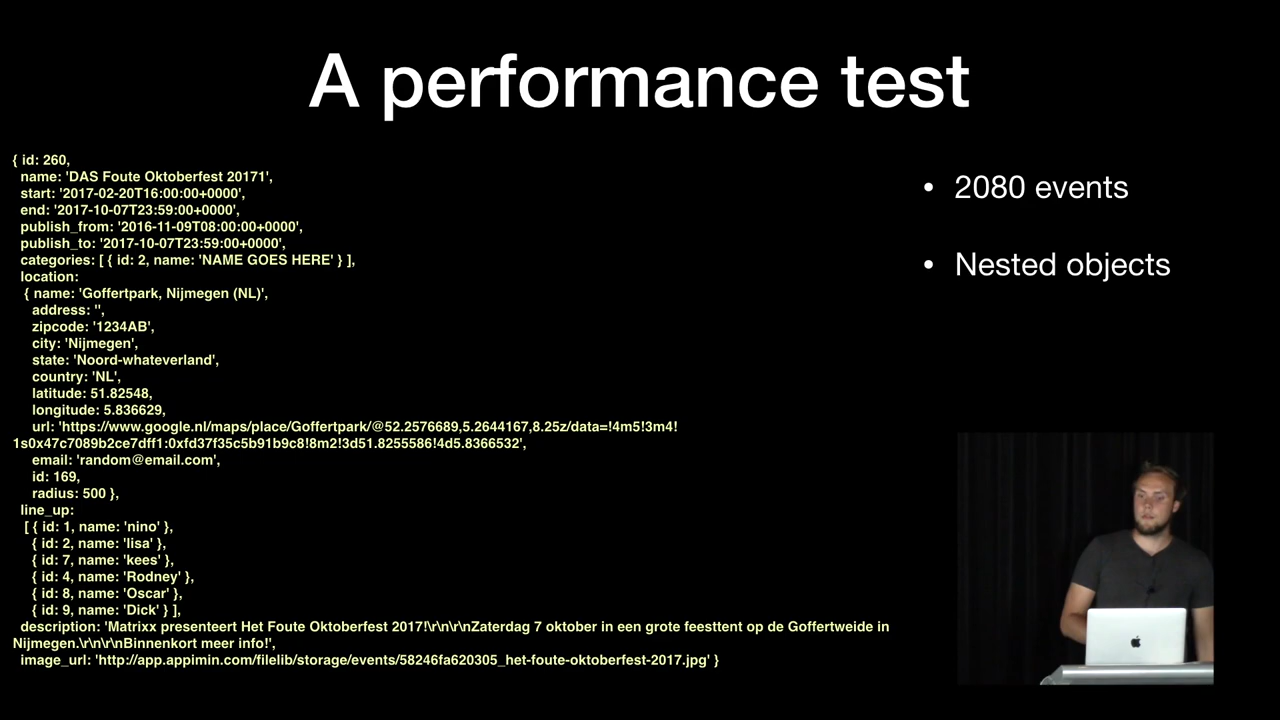 A performance test
{ id: 260,
name: 'DAS Foute Oktoberfest 20171',
start: '2017-02-20T16:00:00+0000',
end: '2017-10-07T23:59:00+0000',
publish_from: '2016-11-09T08:00:00+0000',
publish_to: '2017-10-07T23:59:00+0000',
categories: [ { id: 2, name: 'NAME GOES HERE' } ],
location:
{ name: 'Goffertpark, Nijmegen (NL)',
address: '',
zipcode: '1234AB',
city: 'Nijmegen',
state: 'Noord-whateverland',
country: 'NL',
latitude: 51.82548,
longitude: 5.836629,
url: 'https://www.google.nl/maps/place/Goffertpark/@52.2576689,5.2644167,8.25z/data=!4m5!3m4!
1s0x47c7089b2ce7dff1:0xfd37f35c5b91b9c8!8m2!3d51.8255586!4d5.8366532',
email: 'random@email.com',
id: 169,
radius: 500 },
line_up:
[ { id: 1, name: 'nino' },
{ id: 2, name: 'lisa' },
{ id: 7, name: 'kees' },
{ id: 4, name: 'Rodney' },
{ id: 8, name: 'Oscar' },
{ id: 9, name: 'Dick' } ],
description: 'Matrixx presenteert Het Foute Oktoberfest 2017!\r\n\r\nZaterdag 7 oktober in een grote feesttent op de Goffertweide in
Nijmegen.\r\n\r\nBinnenkort meer info!',
image_url: 'http://app.appimin.com/filelib/storage/events/58246fa620305_het-foute-oktoberfest-2017.jpg' }
• 2080 events
• Nested objects